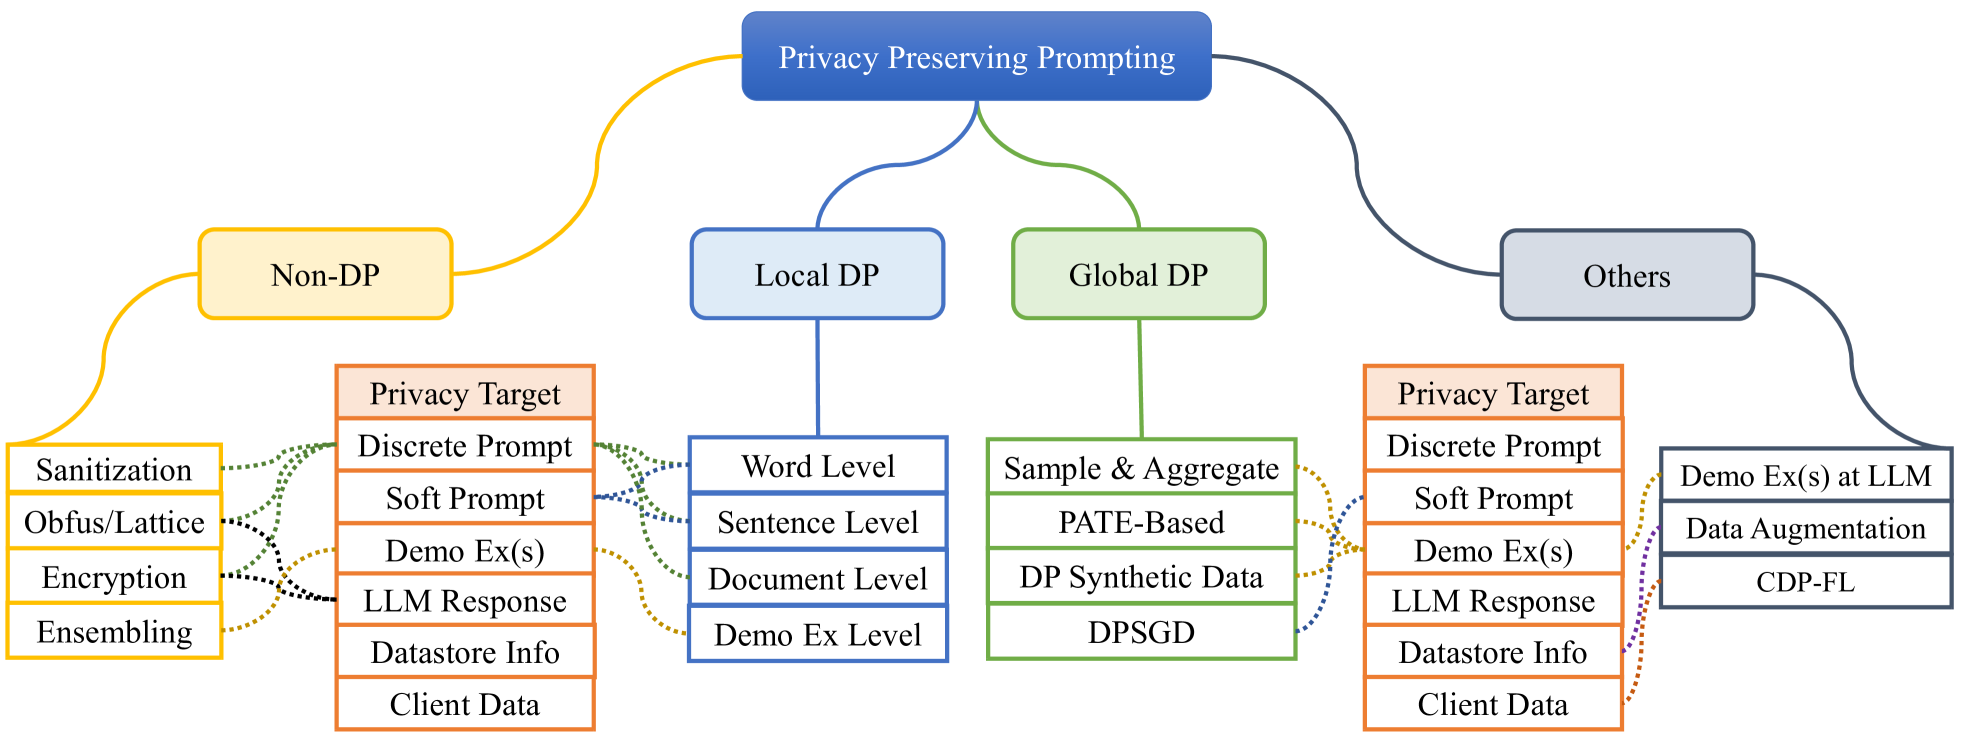 Privacy Preserving Prompting
Non-DP
Local DP
Global DP
Others
Sanitization
Obfus/Lattice
Encryption
Ensembling
Privacy Target
Discrete Prompt
Soft Prompt
Demo Ex(s)
LLM Response
Datastore Info
Client Data
Word Level
Sentence Level
Document Level
Demo Ex Level
Sample & Aggregate
PATE-Based
DP Synthetic Data
DPSGD
Privacy Target
Discrete Prompt
Soft Prompt
Demo Ex(s)
LLM Response
Datastore Info
Client Data
Demo Ex(s) at LLM
Data Augmentation
CDP-FL